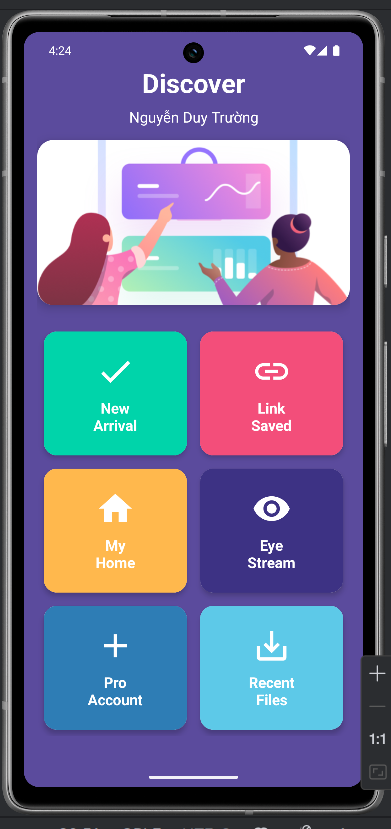 4:24
Discover
Nguyễn Duy Trường
New
Arrival
Link
Saved
My
Home
Eye
Stream
Pro
Account
Recent
Files
1:1